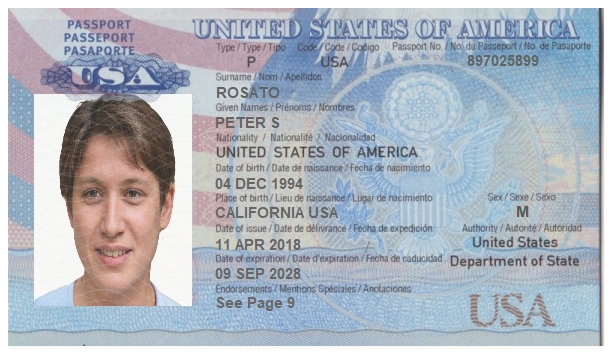 PASSPORT
PASSEPORT
PASAPORTE
USA
UNITED STATES OF AMERICA
Type / Type / Tipo Code / Code / Codigo Passport No. / No. du Passeport / No. de Pasaporte
P USA 897025899
Surname / Nom / Apellidos
ROSATO
Given Names / Prénoms / Nombres
PETER S
Nationality / Nationalité / Nacionalidad
UNITED STATES OF AMERICA
Date of birth / Date de naissance / Fecha de nacimiento
04 DEC 1994
Place of birth / Lieu de naissance / Lugar de nacimiento Sex / Sexe / Sexo
CALIFORNIA USA M
Date of issue / Date de délivrance / Fecha de expedición Authority / Autorité / Autoridad
11 APR 2018 United States
Date of expiration / Date d'expiration / Fecha de caducidad Department of State
09 SEP 2028
Endorsements / Mentions Spéciales / Anotaciones
See Page 9
USA